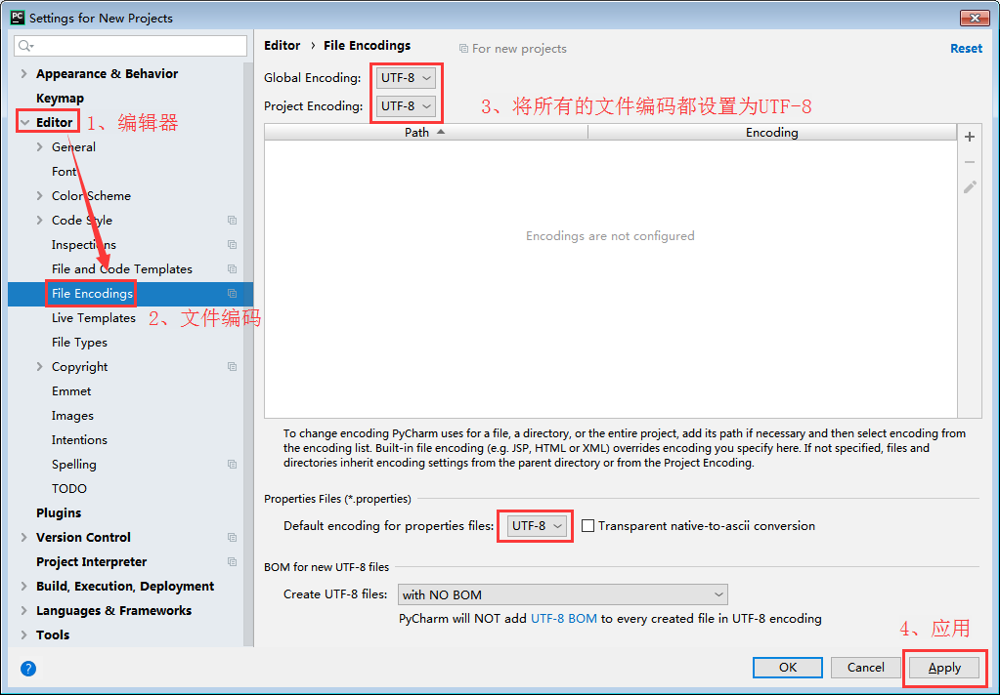 PC Settings for New Projects
Appearance & Behavior
Keymap
Editor 1、编辑器
General
Font
Color Scheme
Code Style
Inspections
File and Code Templates
File Encodings
2、文件编码
Live Templates
File Types
Copyright
Emmet
Images
Intentions
Spelling
TODO
Plugins
Version Control
Project Interpreter
Build, Execution, Deployment
Languages & Frameworks
Tools
?
Editor › File Encodings For new projects Reset
Global Encoding: UTF-8
Project Encoding: UTF-8
3、将所有的文件编码都设置为UTF-8
Path Encoding
Encodings are not configured
To change encoding PyCharm uses for a file, a directory, or the entire project, add its path if necessary and then select encoding from
the encoding list. Built-in file encoding (e.g. JSP, HTML or XML) overrides encoding you specify here. If not specified, files and
directories inherit encoding settings from the parent directory or from the Project Encoding.
Properties Files (*.properties)
Default encoding for properties files: UTF-8 Transparent native-to-ascii conversion
BOM for new UTF-8 files
Create UTF-8 files: with NO BOM
PyCharm will NOT add UTF-8 BOM to every created file in UTF-8 encoding
4、应用
OK Cancel Apply